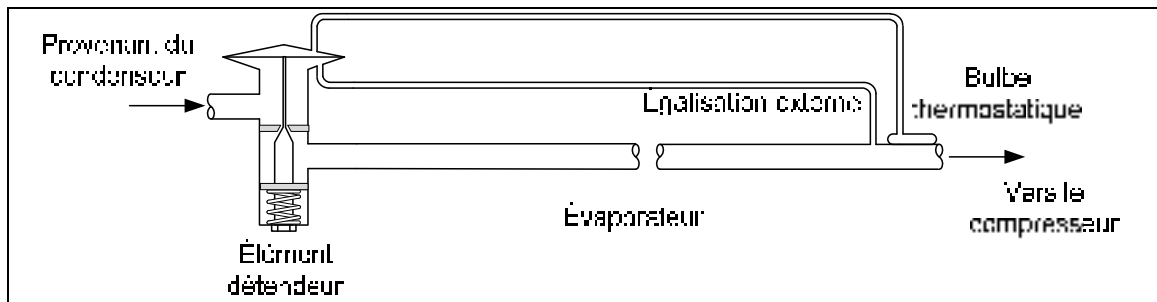 Provenant du
condenseur
Bulbe
thermostatique
Égalisation externe
Évaporateur
Vers le
compresseur
Élément
détendeur